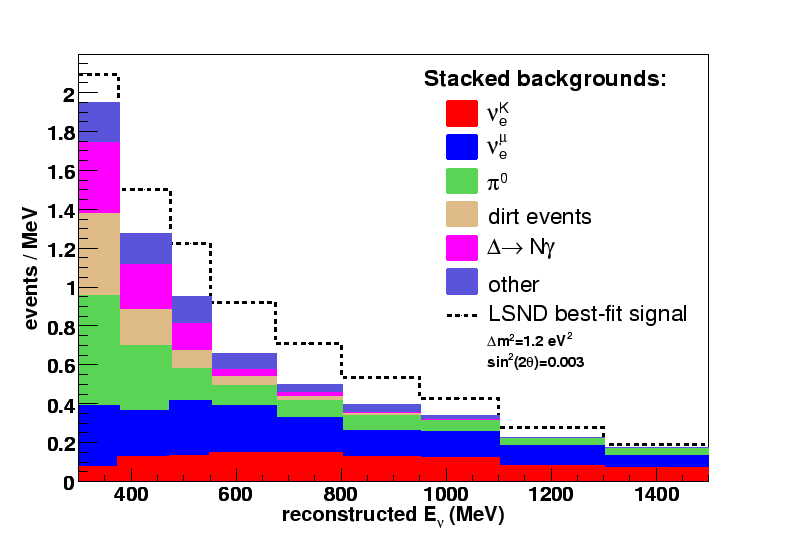 Stacked backgrounds:
ν_e^K
ν_e^μ
π⁰
dirt events
Δ→ Nγ
other
LSND best-fit signal
Δm²=1.2 eV²
sin²(2θ)=0.003
events / MeV
2
1.8
1.6
1.4
1.2
1
0.8
0.6
0.4
0.2
0
400 600 800 1000 1200 1400
reconstructed E_ν (MeV)